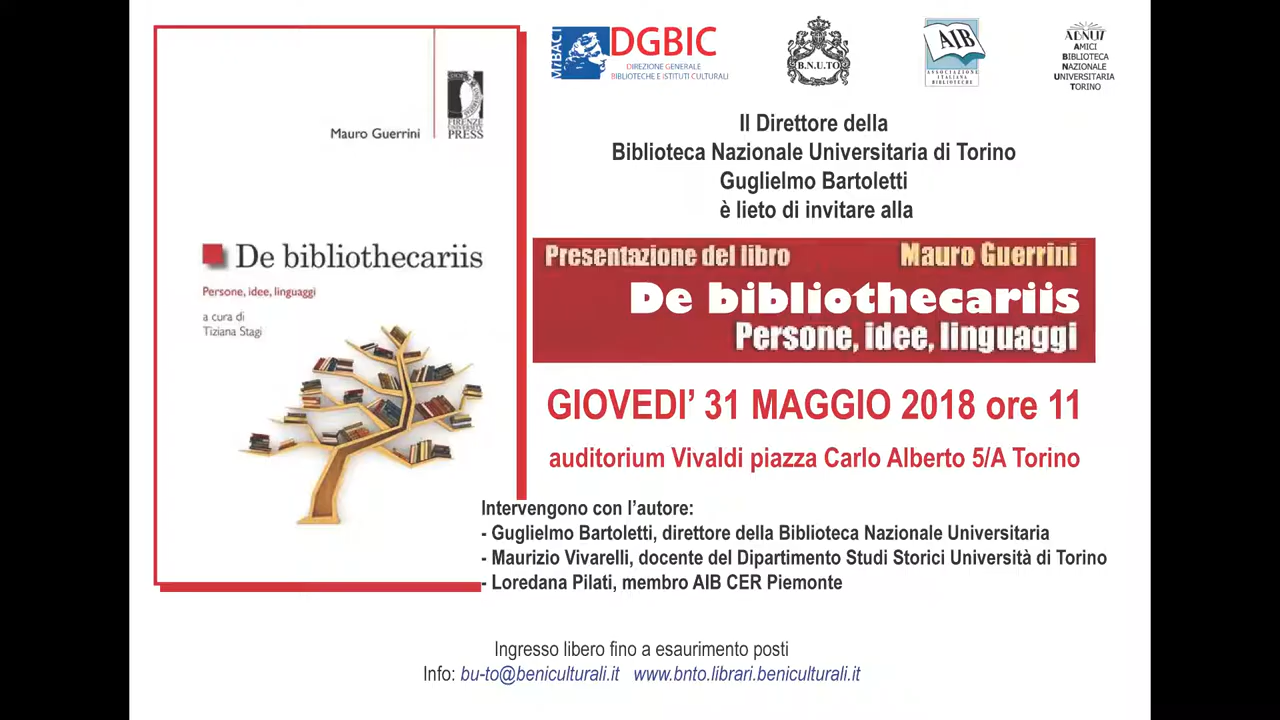 Mauro Guerrini
FIRENZE
UNIVERSITY
PRESS
De bibliothecariis
Persone, idee, linguaggi
a cura di
Tiziana Stagi
MiBACT
DGBIC
DIREZIONE GENERALE
BIBLIOTECHE E ISTITUTI CULTURALI
B.N.U.TO
AIB
ASSOCIAZIONE
ITALIANA
BIBLIOTECHE
ABNUT
AMICI
BIBLIOTECA
NAZIONALE
UNIVERSITARIA
TORINO
A
B
N
U
T
Il Direttore della
Biblioteca Nazionale Universitaria di Torino
Guglielmo Bartoletti
è lieto di invitare alla
Presentazione del libro Mauro Guerrini
De bibliothecariis
Persone, idee, linguaggi
GIOVEDI’ 31 MAGGIO 2018 ore 11
auditorium Vivaldi piazza Carlo Alberto 5/A Torino
Intervengono con l’autore:
- Guglielmo Bartoletti, direttore della Biblioteca Nazionale Universitaria
- Maurizio Vivarelli, docente del Dipartimento Studi Storici Università di Torino
- Loredana Pilati, membro AIB CER Piemonte
Ingresso libero fino a esaurimento posti
Info: bu-to@beniculturali.it www.bnto.librari.beniculturali.it